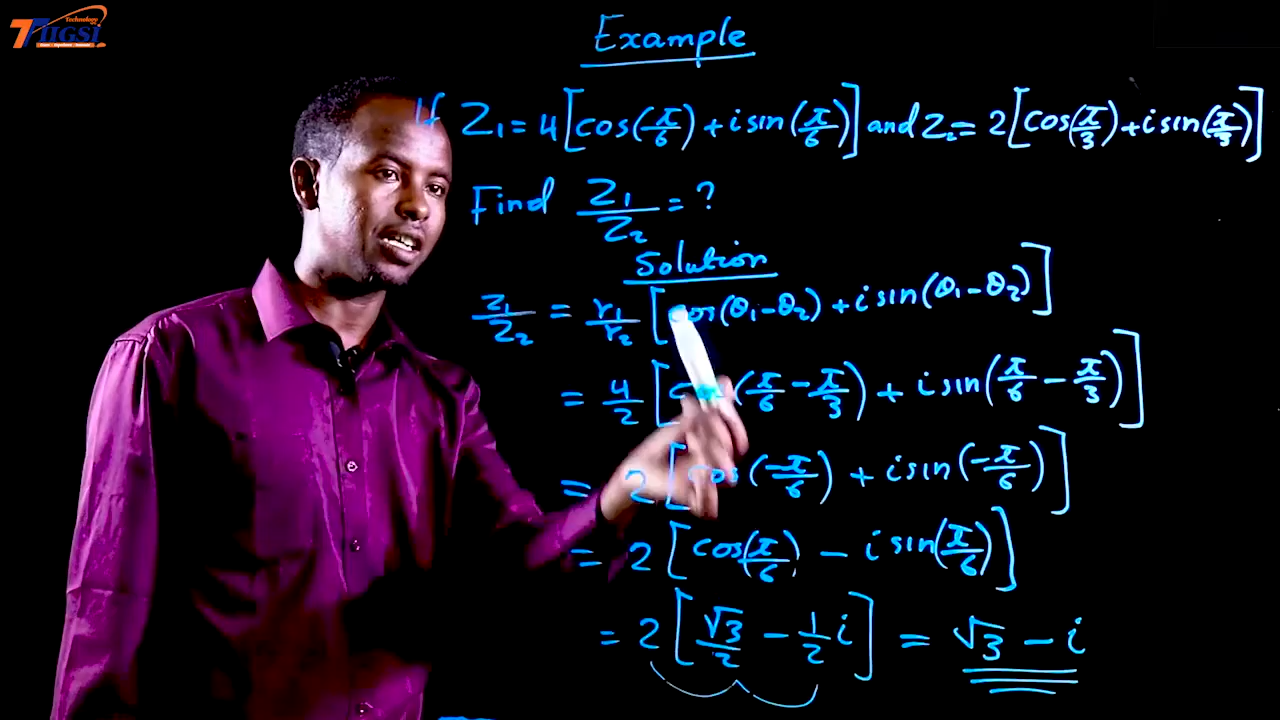 Technology
TIIGSI
Example
If Z₁ = 4[cos(π/6) + i sin(π/6)] and Z₂ = 2[cos(π/3) + i sin(π/3)]
Find Z₁/Z₂ = ?
Solution
Z₁/Z₂ = r₁/r₂ [cos(θ₁ - θ₂) + i sin(θ₁ - θ₂)]
= 4/2 [cos(π/6 - π/3) + i sin(π/6 - π/3)]
= 2 [cos(-π/6) + i sin(-π/6)]
= 2 [cos(π/6) - i sin(π/6)]
= 2 [√3/2 - 1/2 i] = √3 - i